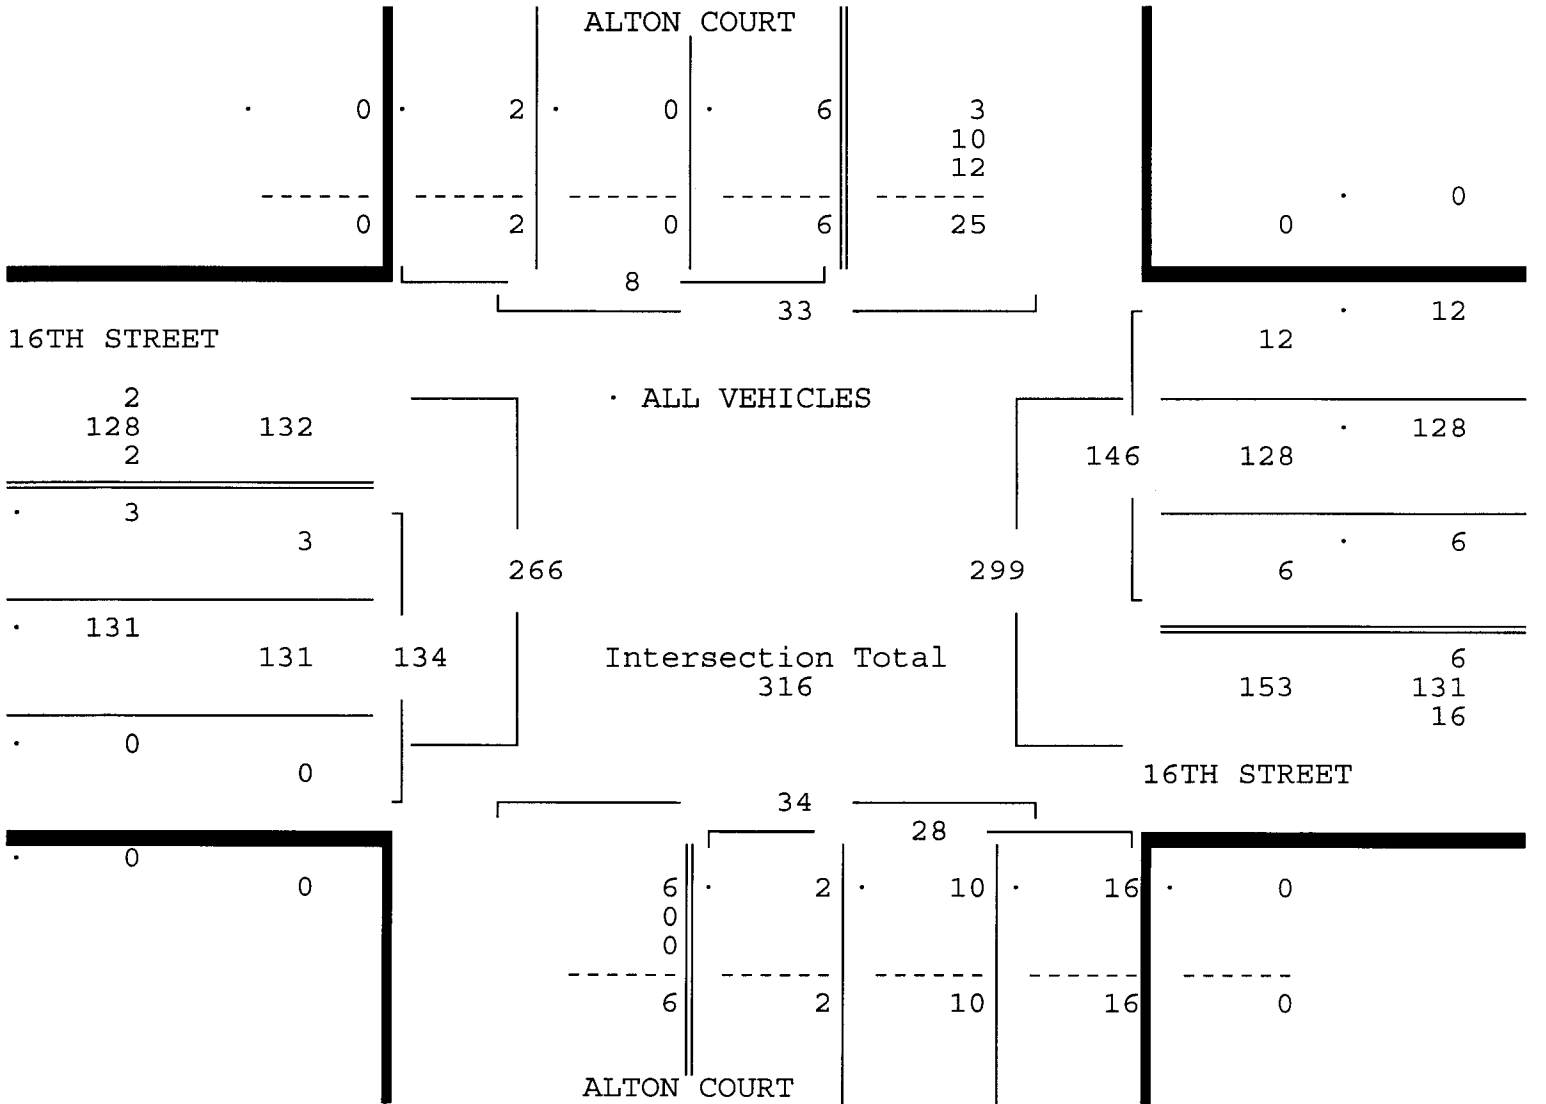 ALTON COURT
· 0 · 2 · 0 · 6 3
10
12
------ ------ ------ ------ ------ · 0
0 2 0 6 25 0
8
33 · 12
16TH STREET 12
2 · ALL VEHICLES
128 132 · 128
2 146 128
· 3
3 · 6
266 299 6
· 131
131 134 Intersection Total 6
316 153 131
16
· 0
0 16TH STREET
34
28
· 0
0 6 · 2 · 10 · 16 · 0
0
0
------ ------ ------ ------ ------
6 2 10 16 0
ALTON COURT